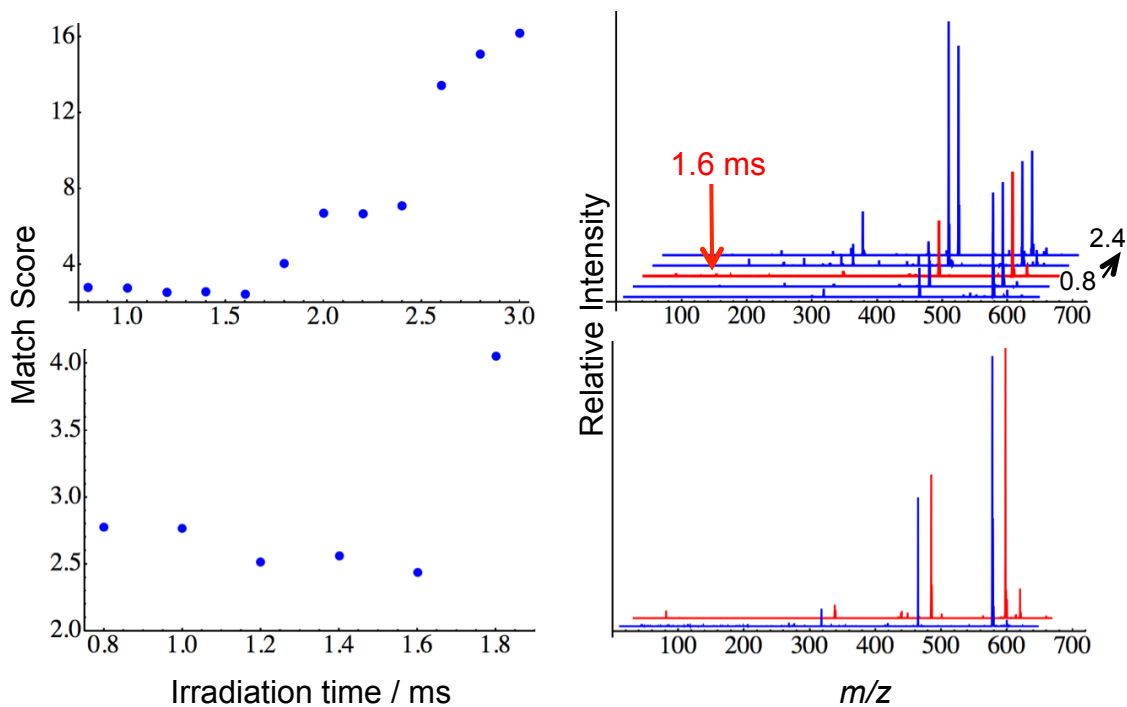 Match Score
16
12
8
4
1.0 1.5 2.0 2.5 3.0
4.0
3.5
3.0
2.5
2.0
0.8 1.0 1.2 1.4 1.6 1.8
Irradiation time / ms
Relative Intensity
1.6 ms
2.4
0.8
100 200 300 400 500 600 700
Relative Intensity
100 200 300 400 500 600 700
m/z